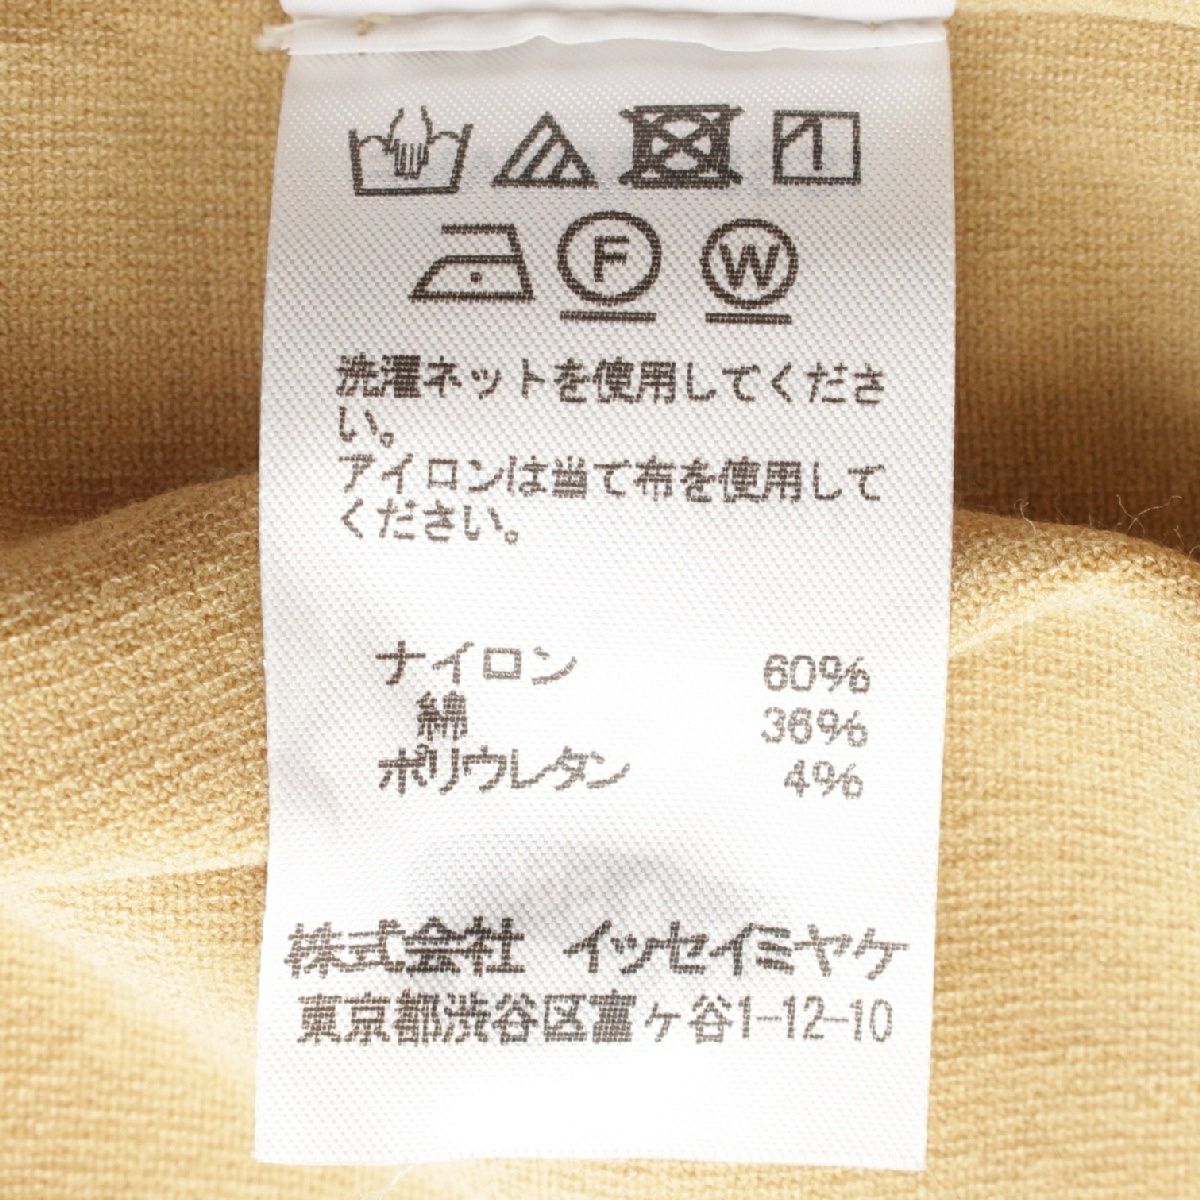 F W
洗濯ネットを使用してくださ
い。
アイロンは当て布を使用して
ください。
ナイロン 60%
綿 36%
ポリウレタン 4%
株式会社 イッセイミヤケ
東京都渋谷区富ヶ谷1-12-10